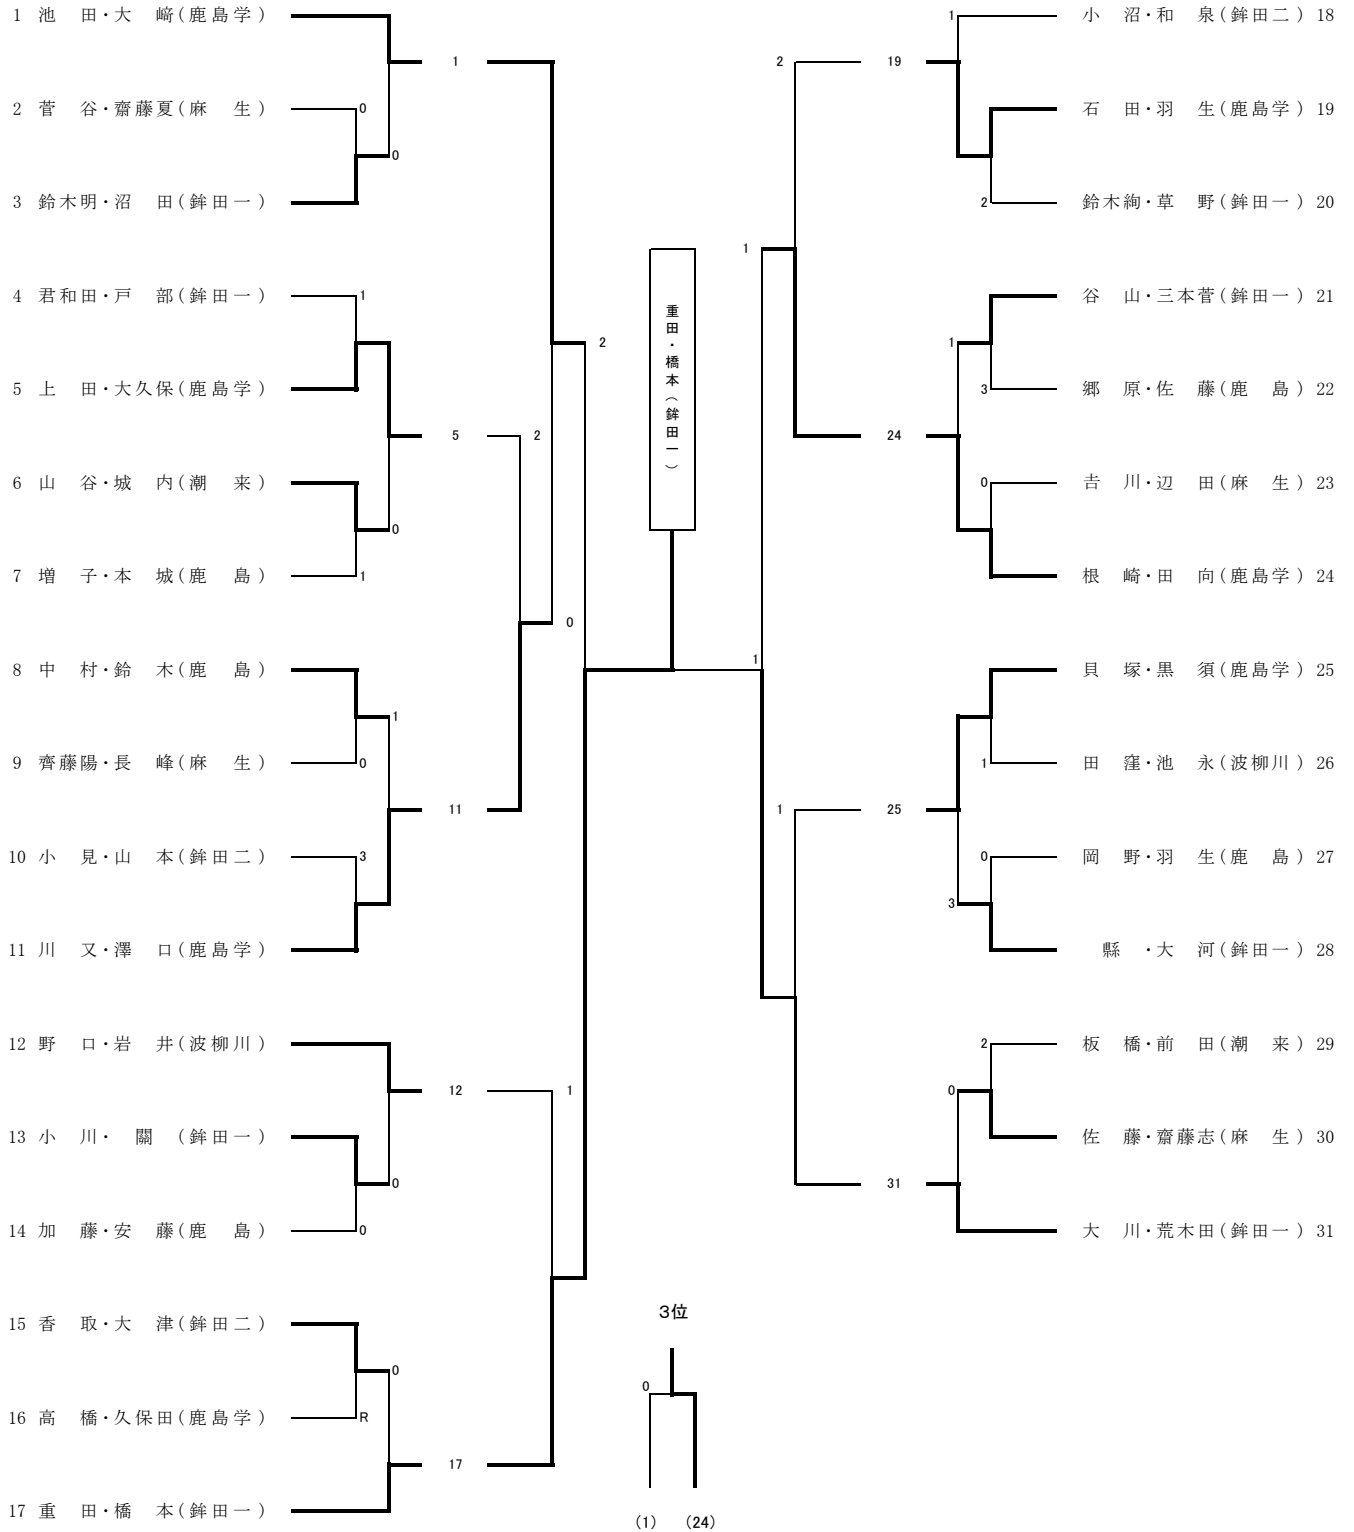 1 池　田・大　﨑(鹿島学)
1
2 菅　谷・齋藤夏(麻　生)
0
0
3 鈴木明・沼　田(鉾田一)
4 君和田・戸　部(鉾田一)
1
2
5 上　田・大久保(鹿島学)
5
2
6 山　谷・城　内(潮　来)
0
7 増　子・本　城(鹿　島)
1
0
8 中　村・鈴　木(鹿　島)
1
9 齊藤陽・長　峰(麻　生)
0
11
10 小　見・山　本(鉾田二)
3
11 川　又・澤　口(鹿島学)
12 野　口・岩　井(波柳川)
12
1
13 小　川・　關　(鉾田一)
0
14 加　藤・安　藤(鹿　島)
0
15 香　取・大　津(鉾田二)
0
16 高　橋・久保田(鹿島学)
R
17
17 重　田・橋　本(鉾田一)
重田・橋本（鉾田一）
1
小　沼・和　泉(鉾田二) 18
2
19
石　田・羽　生(鹿島学) 19
2
鈴木絢・草　野(鉾田一) 20
1
谷　山・三本菅(鉾田一) 21
1
3
郷　原・佐　藤(鹿　島) 22
24
0
吉　川・辺　田(麻　生) 23
根　崎・田　向(鹿島学) 24
1
貝　塚・黒　須(鹿島学) 25
1
田　窪・池　永(波柳川) 26
1
25
0
岡　野・羽　生(鹿　島) 27
3
縣　・大　河(鉾田一) 28
2
板　橋・前　田(潮　来) 29
0
佐　藤・齋藤志(麻　生) 30
31
大　川・荒木田(鉾田一) 31
3位
0
(1) (24)